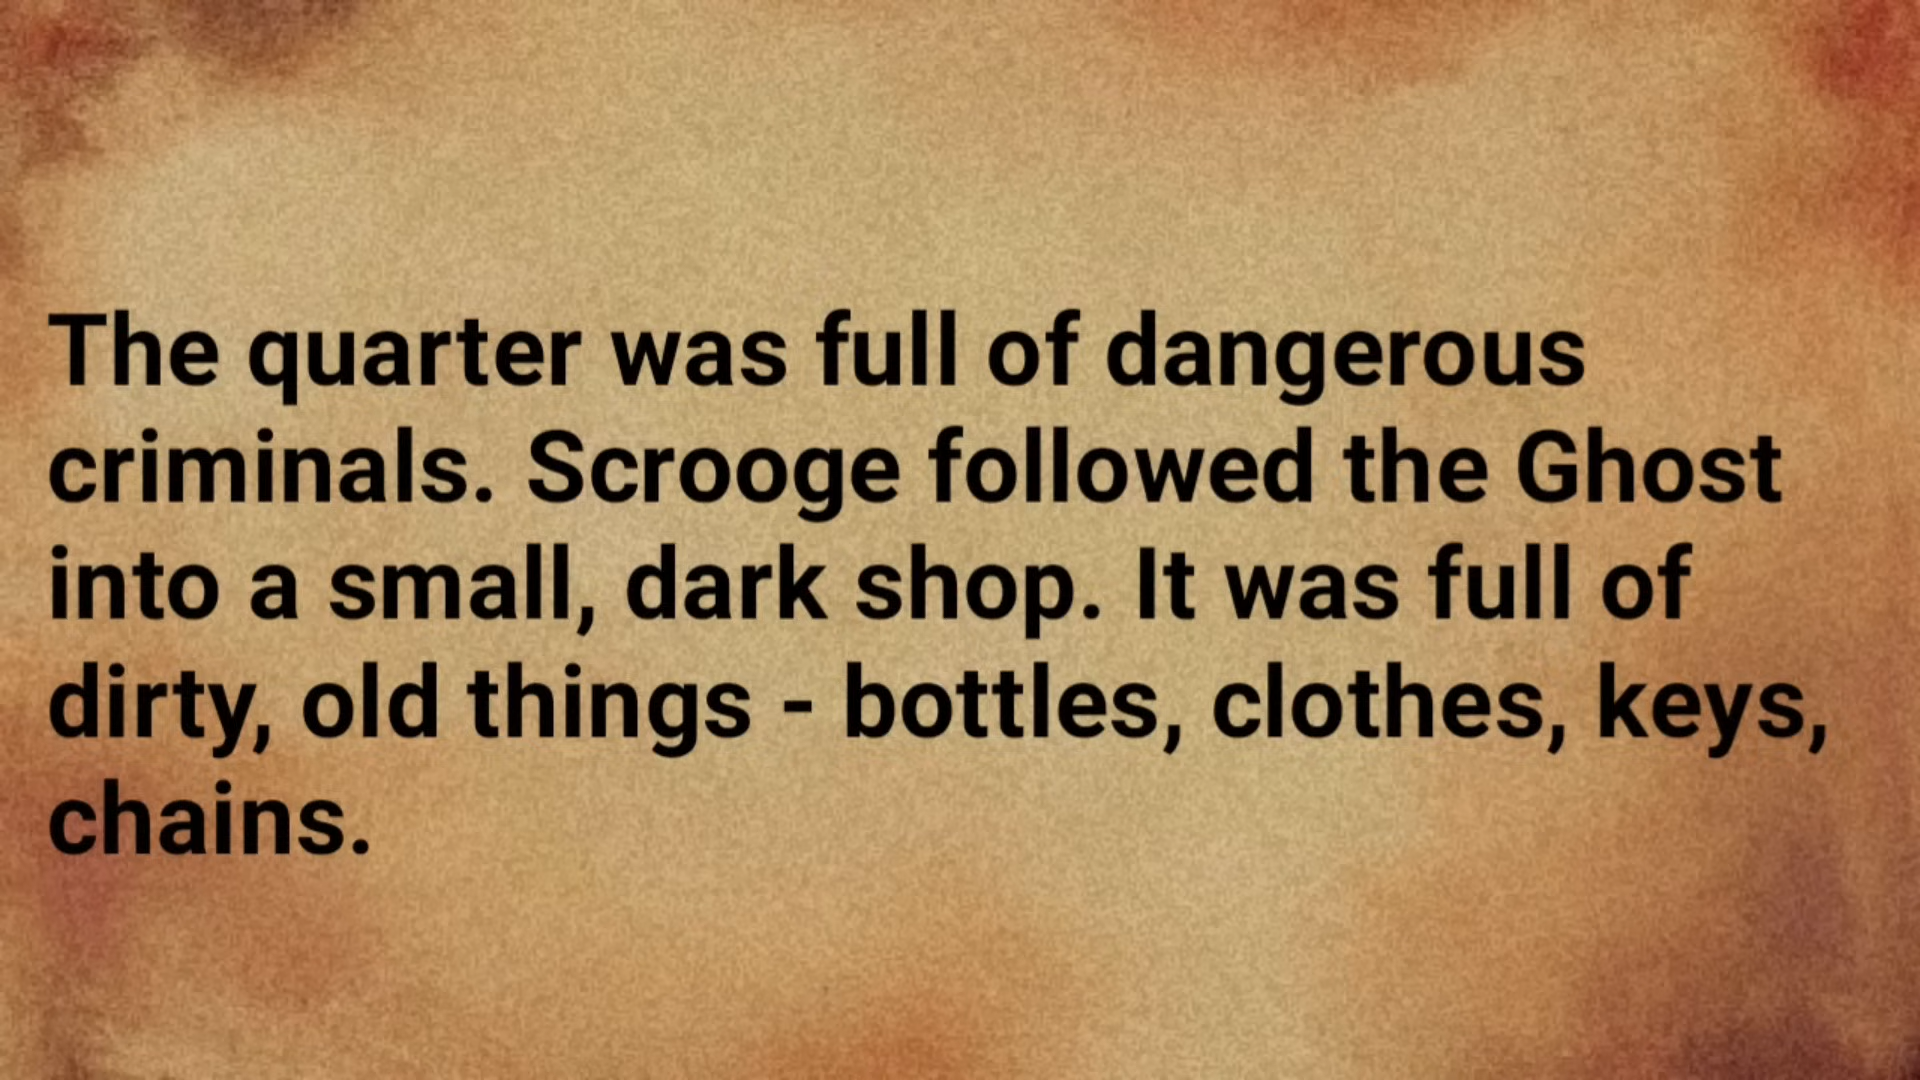 The quarter was full of dangerous
criminals. Scrooge followed the Ghost
into a small, dark shop. It was full of
dirty, old things - bottles, clothes, keys,
chains.